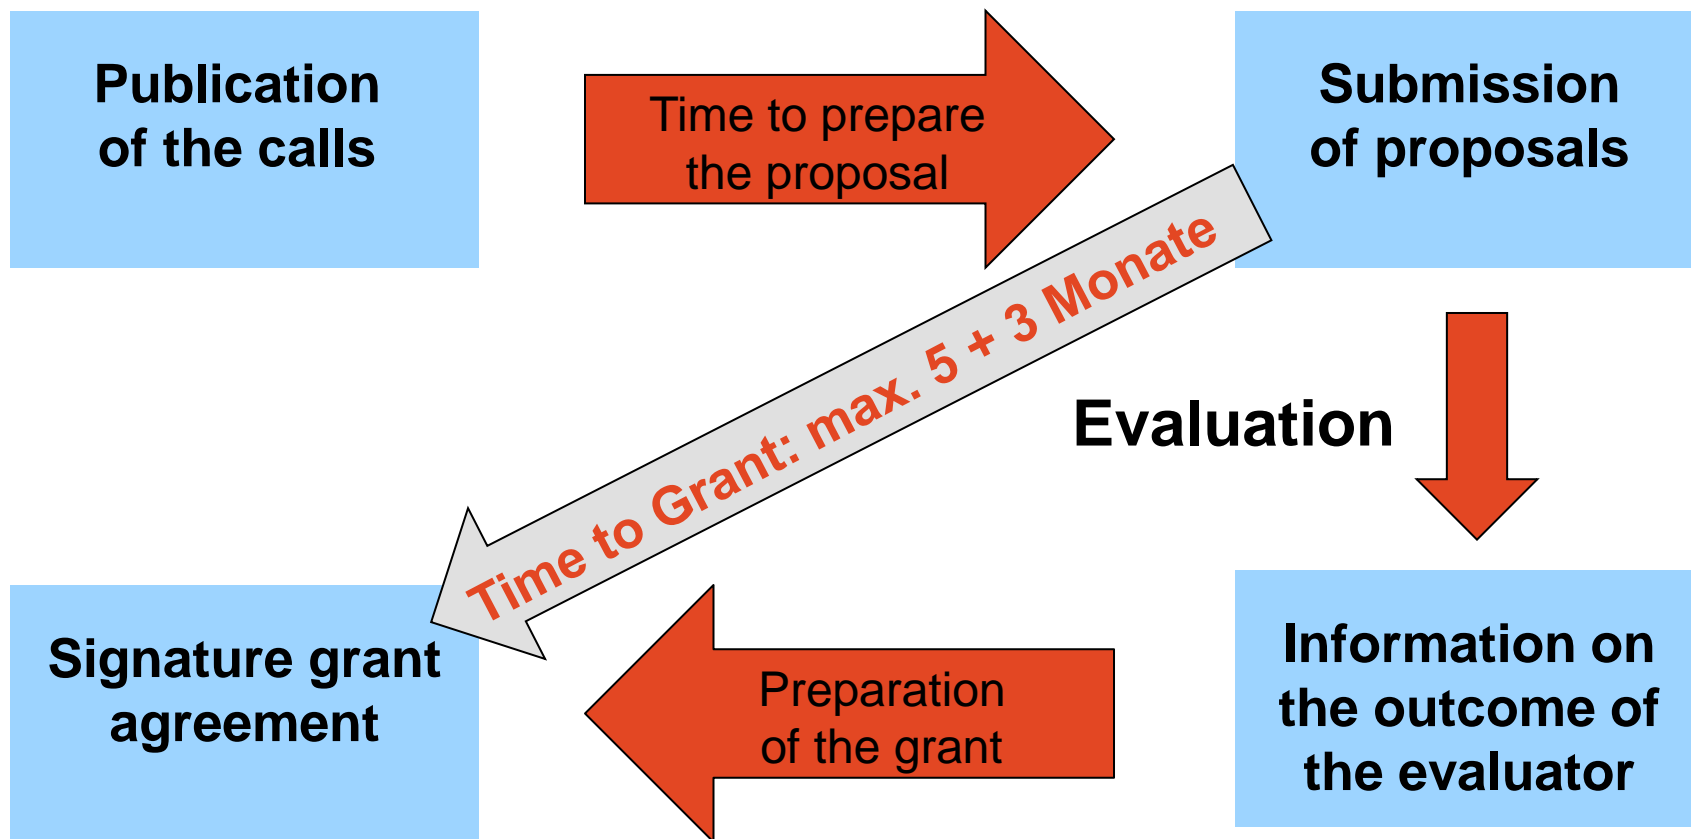 Publication
of the calls
Time to prepare
the proposal
Submission
of proposals
Time to Grant: max. 5 + 3 Monate
Evaluation
Signature grant
agreement
Preparation
of the grant
Information on
the outcome of
the evaluator